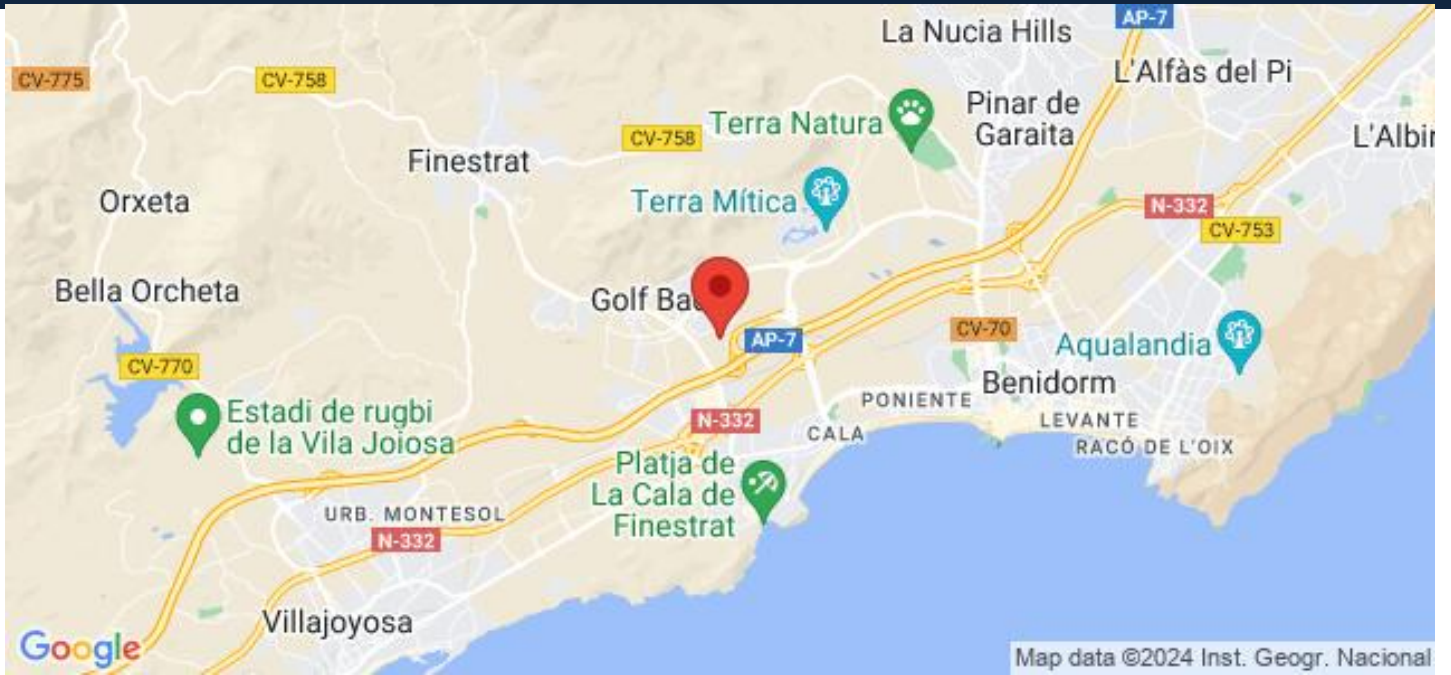 AP-7
La Nucia Hills
CV-775
CV-758
L'Alfàs del Pi
Terra Natura
Pinar de
Garaita
CV-758
L'Albir
Finestrat
Orxeta
Terra Mítica
N-332
CV-753
Bella Orcheta
Golf Ba
AP-7
CV-70
Aqualandia
CV-770
Benidorm
PONIENTE
Estadi de rugbi
de la Vila Joiosa
N-332
CALA
LEVANTE
RACÓ DE L'OIX
Platja de
La Cala de
Finestrat
URB. MONTESOL
N-332
Villajoyosa
Google
Map data ©2024 Inst. Geogr. Nacional